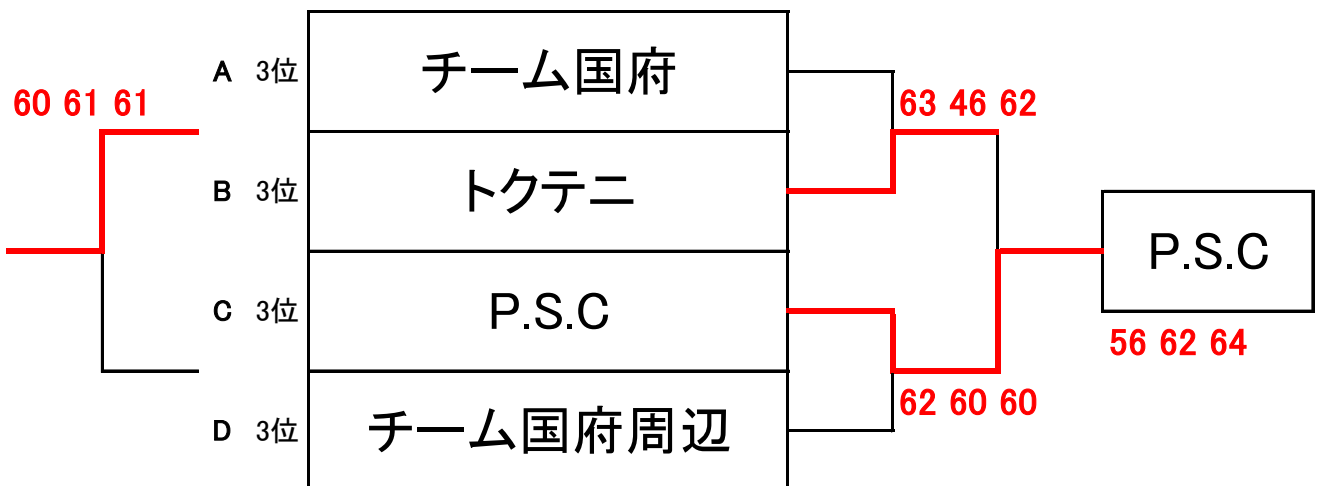 A 3位 チーム国府
60 61 61
63 46 62
B 3位 トクテニ
P.S.C
C 3位 P.S.C
56 62 64
62 60 60
D 3位 チーム国府周辺